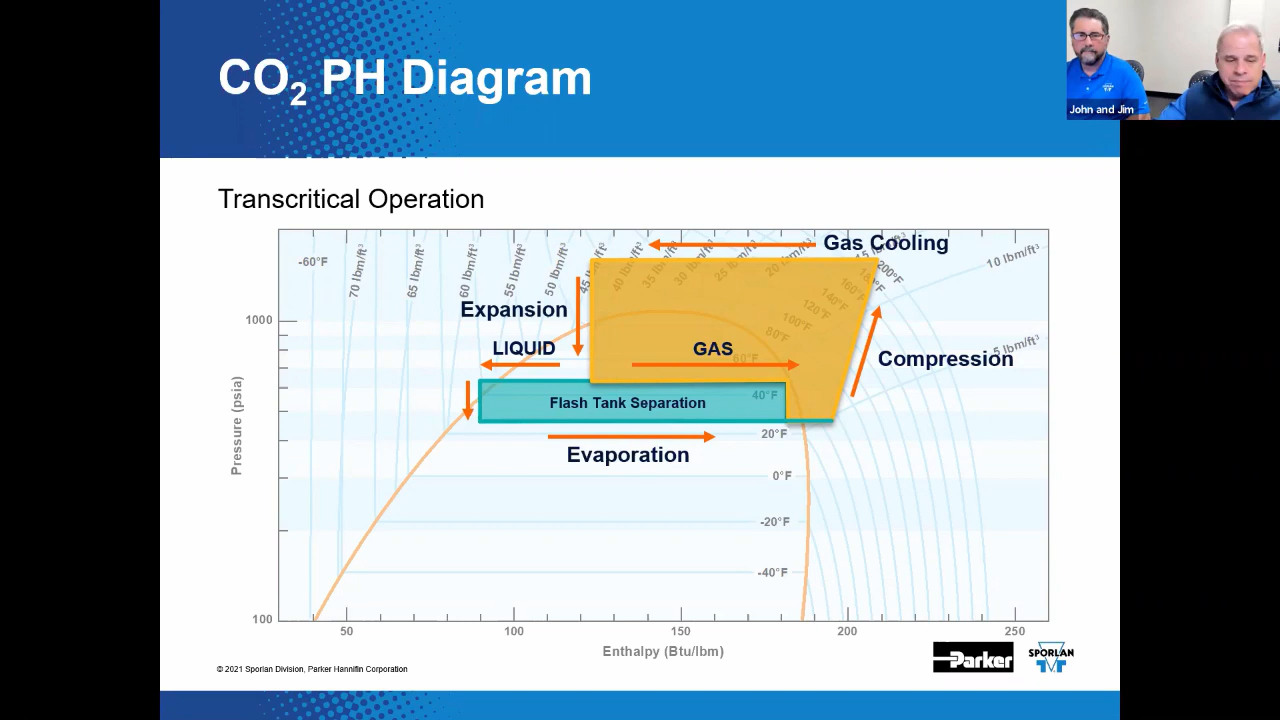 CO2 PH Diagram
John and Jim
Transcritical Operation
Gas Cooling
-60°F
70 lbm/ft³
65 lbm/ft³
60 lbm/ft³
55 lbm/ft³
50 lbm/ft³
40 lbm/ft³
35 lbm/ft³
30 lbm/ft³
25 lbm/ft³
20 lbm/ft³
15 lbm/ft³
10 lbm/ft³
5 lbm/ft³
200°F
180°F
160°F
140°F
120°F
100°F
80°F
60°F
40°F
20°F
0°F
-20°F
-40°F
Expansion
LIQUID
GAS
Compression
Flash Tank Separation
Evaporation
1000
100
Pressure (psia)
50
100
150
200
250
Enthalpy (Btu/lbm)
© 2021 Sporlan Division, Parker Hannifin Corporation
Parker
SPORLAN